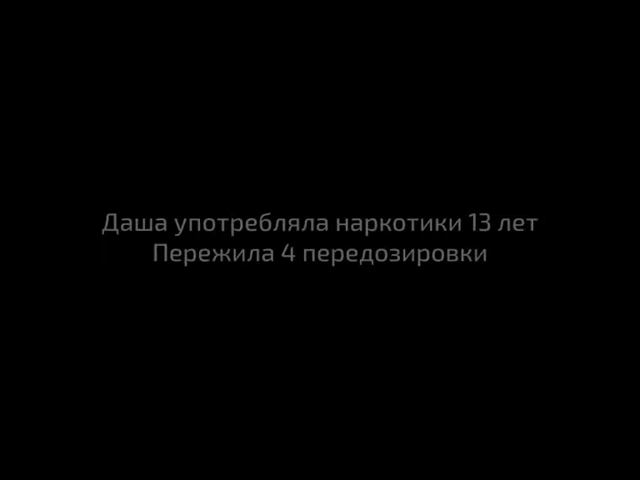 Даша употребляла наркотики 13 лет
Пережила 4 передозировки